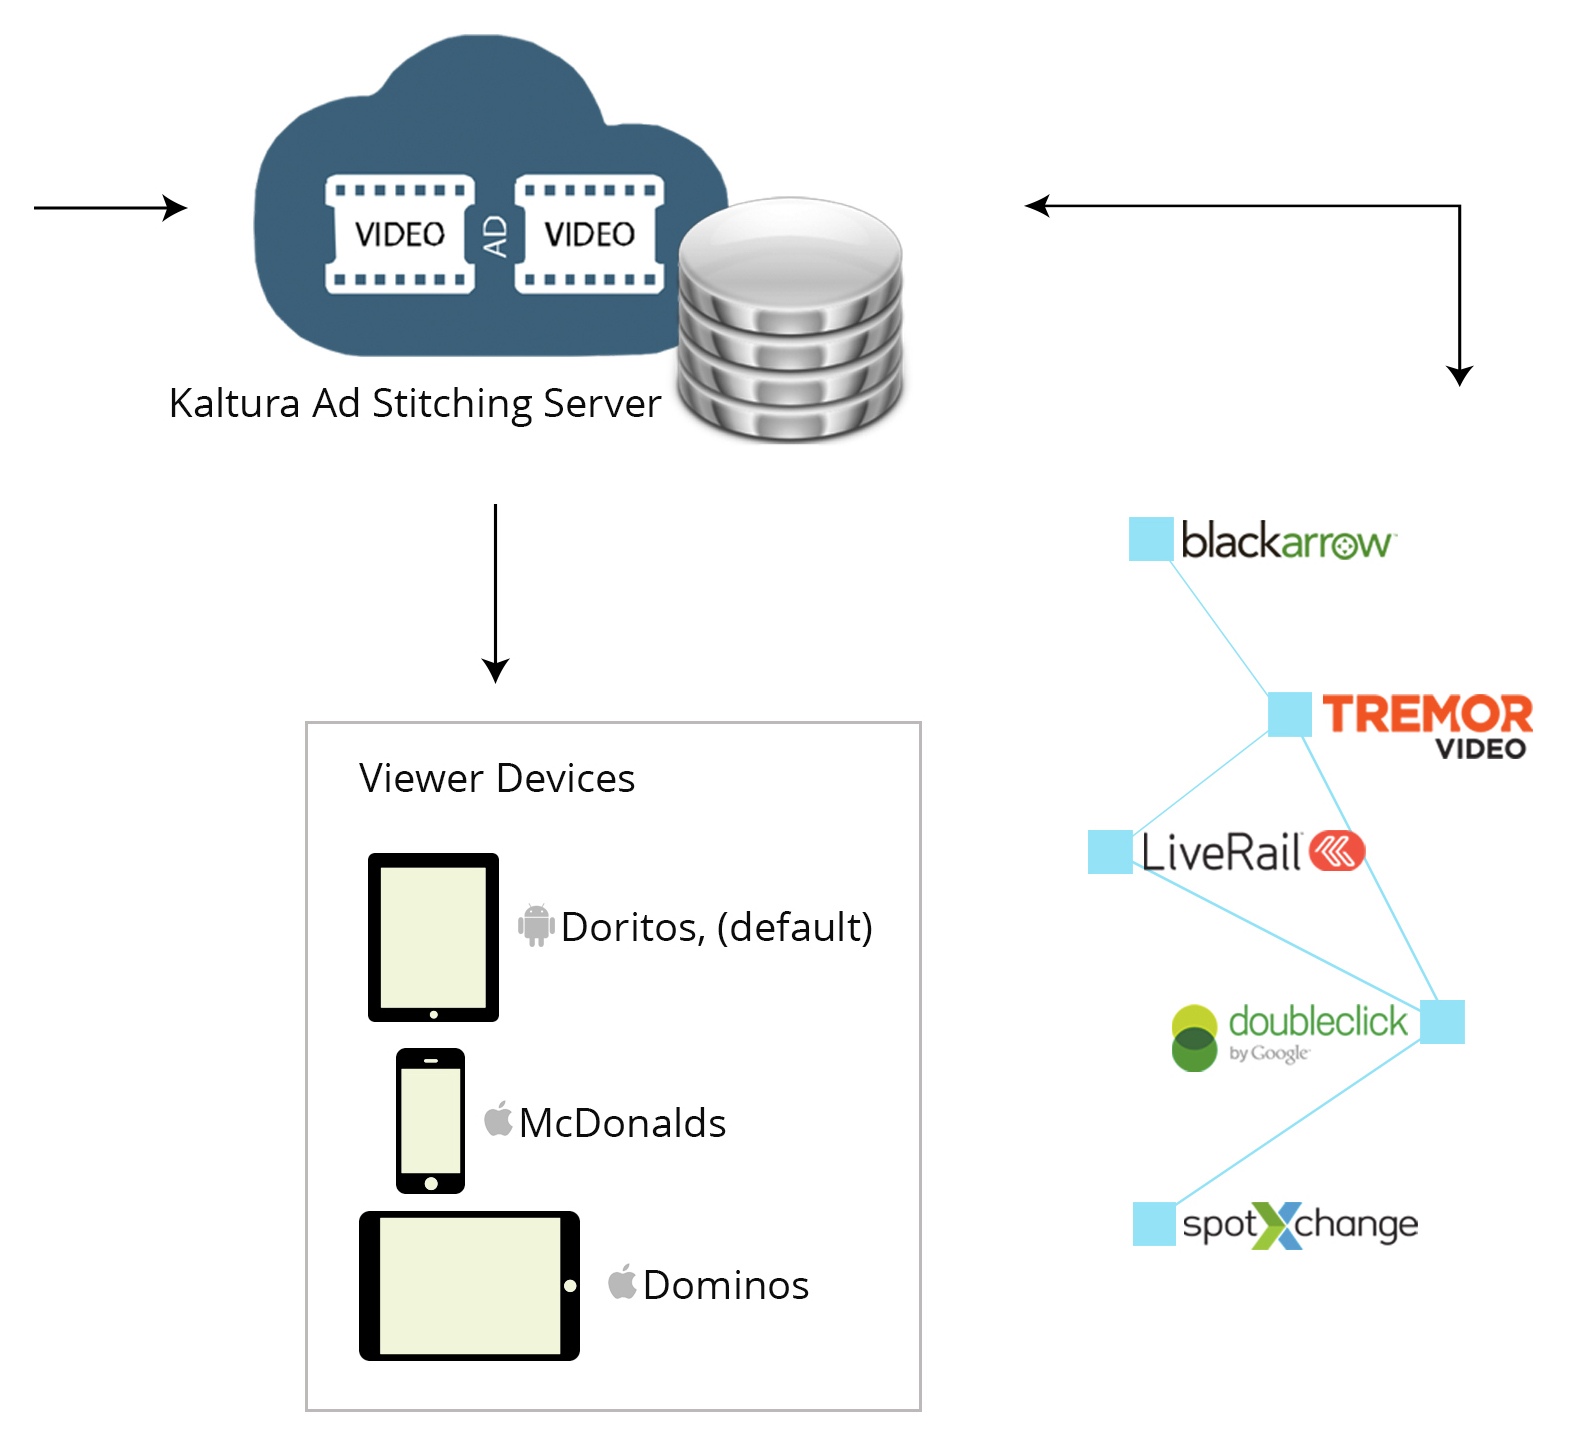 VIDEO
AD
VIDEO
Kaltura Ad Stitching Server
blackarrow™
TREMOR
VIDEO
Viewer Devices
LiveRail
Doritos, (default)
doubleclick
by Google
McDonalds
spotXchange
Dominos